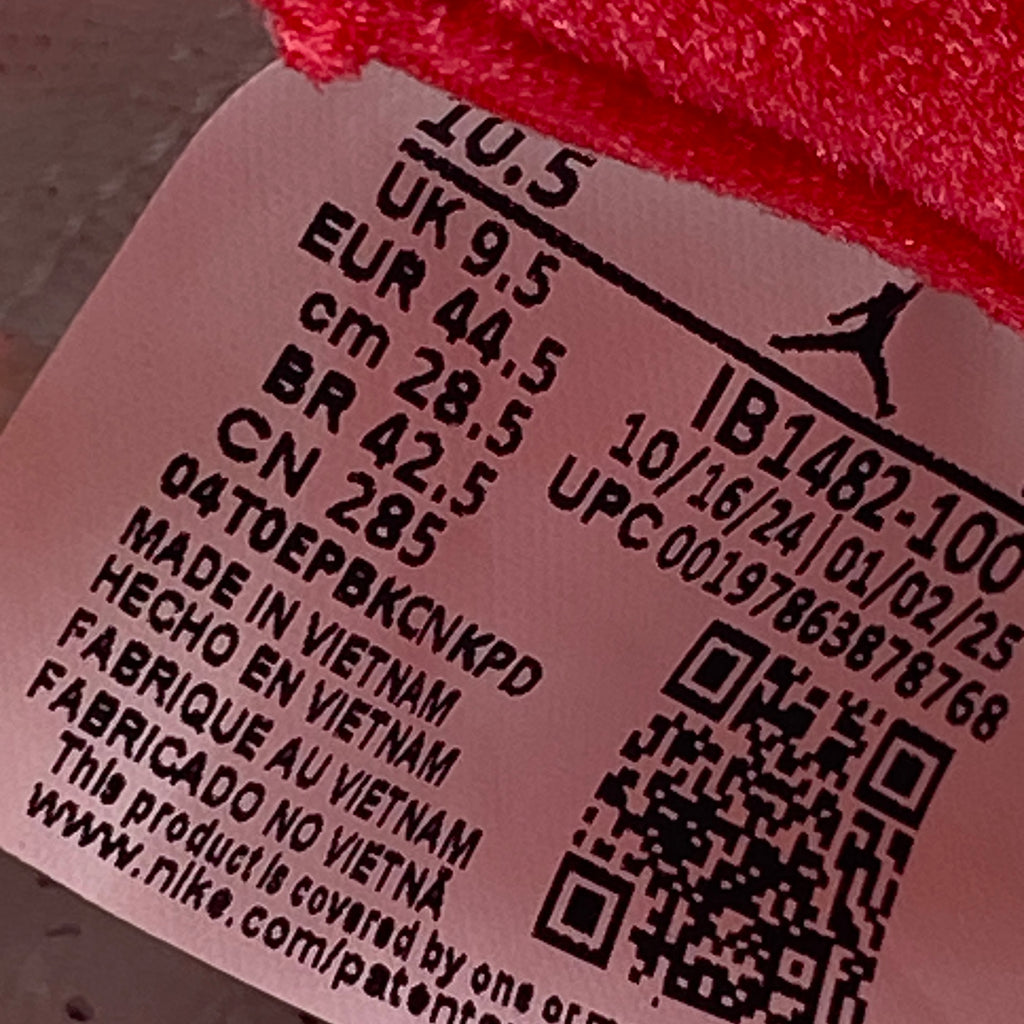 10.5
UK 9.5
EUR 44.5
cm 28.5
BR 42.5
CN 285
04T0EPBKCNKPD
MADE IN VIETNAM
HECHO EN VIETNAM
FABRIQUE AU VIETNAM
FABRICADO NO VIETNÃ
This product is covered by one or
www.nike.com/patents
IB1482-100
10/16/24 | 01/02/25
UPC 00197863878768